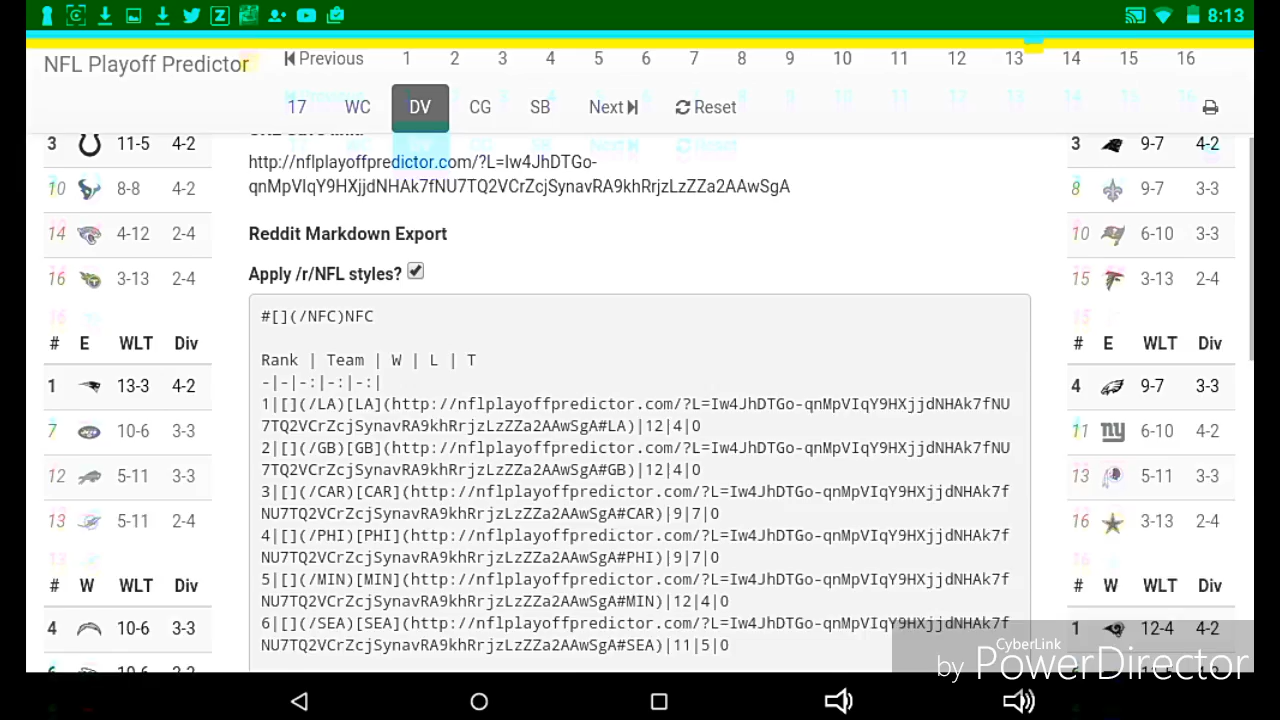 8:13
NFL Playoff Predictor
Previous 1 2 3 4 5 6 7 8 9 10 11 12 13 14 15 16
17 WC DV CG SB Next Reset
3 11-5 4-2
10 8-8 4-2
14 4-12 2-4
16 3-13 2-4
# E WLT Div
1 13-3 4-2
7 10-6 3-3
12 5-11 3-3
13 5-11 2-4
# W WLT Div
4 10-6 3-3
http://nflplayoffpredictor.com/?L=Iw4JhDTGo-
qnMpVIqY9HXjjdNHAk7fNU7TQ2VCrZcjSynavRA9khRrjzLzZZa2AAwSgA
Reddit Markdown Export
Apply /r/NFL styles?
#[](/NFC)NFC
Rank | Team | W | L | T
-|-|-:|-:|-:|
1|[](/LA)[LA](http://nflplayoffpredictor.com/?L=Iw4JhDTGo-qnMpVIqY9HXjjdNHAk7fNU
7TQ2VCrZcjSynavRA9khRrjzLzZZa2AAwSgA#LA)|12|4|0
2|[](/GB)[GB](http://nflplayoffpredictor.com/?L=Iw4JhDTGo-qnMpVIqY9HXjjdNHAk7fNU
7TQ2VCrZcjSynavRA9khRrjzLzZZa2AAwSgA#GB)|12|4|0
3|[](/CAR)[CAR](http://nflplayoffpredictor.com/?L=Iw4JhDTGo-qnMpVIqY9HXjjdNHAk7f
NU7TQ2VCrZcjSynavRA9khRrjzLzZZa2AAwSgA#CAR)|9|7|0
4|[](/PHI)[PHI](http://nflplayoffpredictor.com/?L=Iw4JhDTGo-qnMpVIqY9HXjjdNHAk7f
NU7TQ2VCrZcjSynavRA9khRrjzLzZZa2AAwSgA#PHI)|9|7|0
5|[](/MIN)[MIN](http://nflplayoffpredictor.com/?L=Iw4JhDTGo-qnMpVIqY9HXjjdNHAk7f
NU7TQ2VCrZcjSynavRA9khRrjzLzZZa2AAwSgA#MIN)|12|4|0
6|[](/SEA)[SEA](http://nflplayoffpredictor.com/?L=Iw4JhDTGo-qnMpVIqY9HXjjdNHAk7f
NU7TQ2VCrZcjSynavRA9khRrjzLzZZa2AAwSgA#SEA)|11|5|0
3 9-7 4-2
8 9-7 3-3
10 6-10 3-3
15 3-13 2-4
# E WLT Div
4 9-7 3-3
11 6-10 4-2
13 5-11 3-3
16 3-13 2-4
# W WLT Div
1 12-4 4-2
CyberLink
by PowerDirector